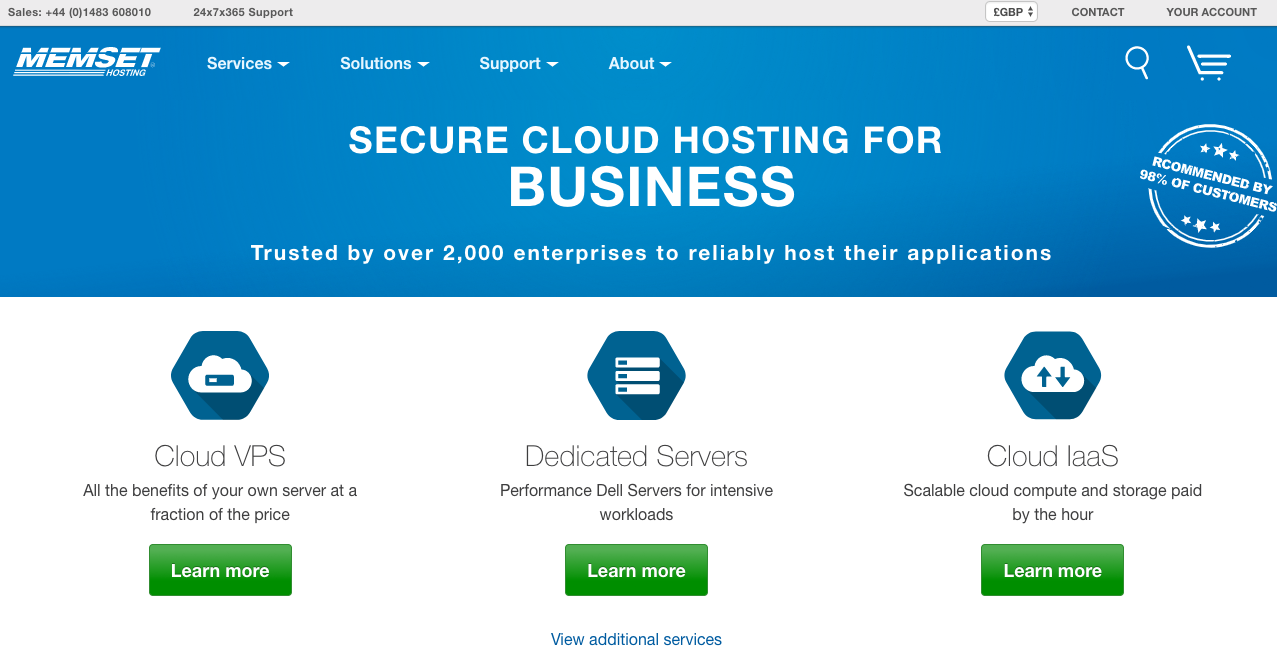 Sales: +44 (0)1483 608010 24x7x365 Support £GBP CONTACT YOUR ACCOUNT
MEMSET
HOSTING
Services Solutions Support About
SECURE CLOUD HOSTING FOR
BUSINESS
RCOMMENDED BY
98% OF CUSTOMERS
Trusted by over 2,000 enterprises to reliably host their applications
Cloud VPS
All the benefits of your own server at a
fraction of the price
Learn more
Dedicated Servers
Performance Dell Servers for intensive
workloads
Learn more
Cloud IaaS
Scalable cloud compute and storage paid
by the hour
Learn more
View additional services